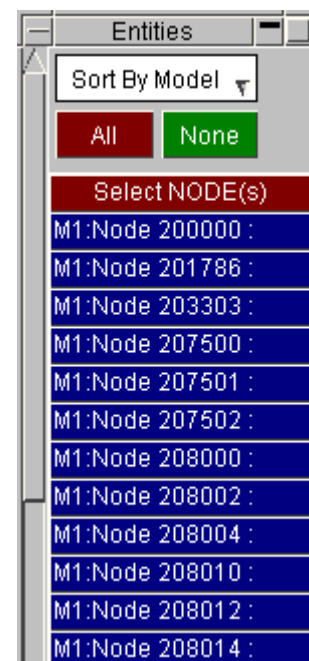 Entities
Sort By Model
All None
Select NODE(s)
M1:Node 200000 :
M1:Node 201786 :
M1:Node 203303 :
M1:Node 207500 :
M1:Node 207501 :
M1:Node 207502 :
M1:Node 208000 :
M1:Node 208002 :
M1:Node 208004 :
M1:Node 208010 :
M1:Node 208012 :
M1:Node 208014 :